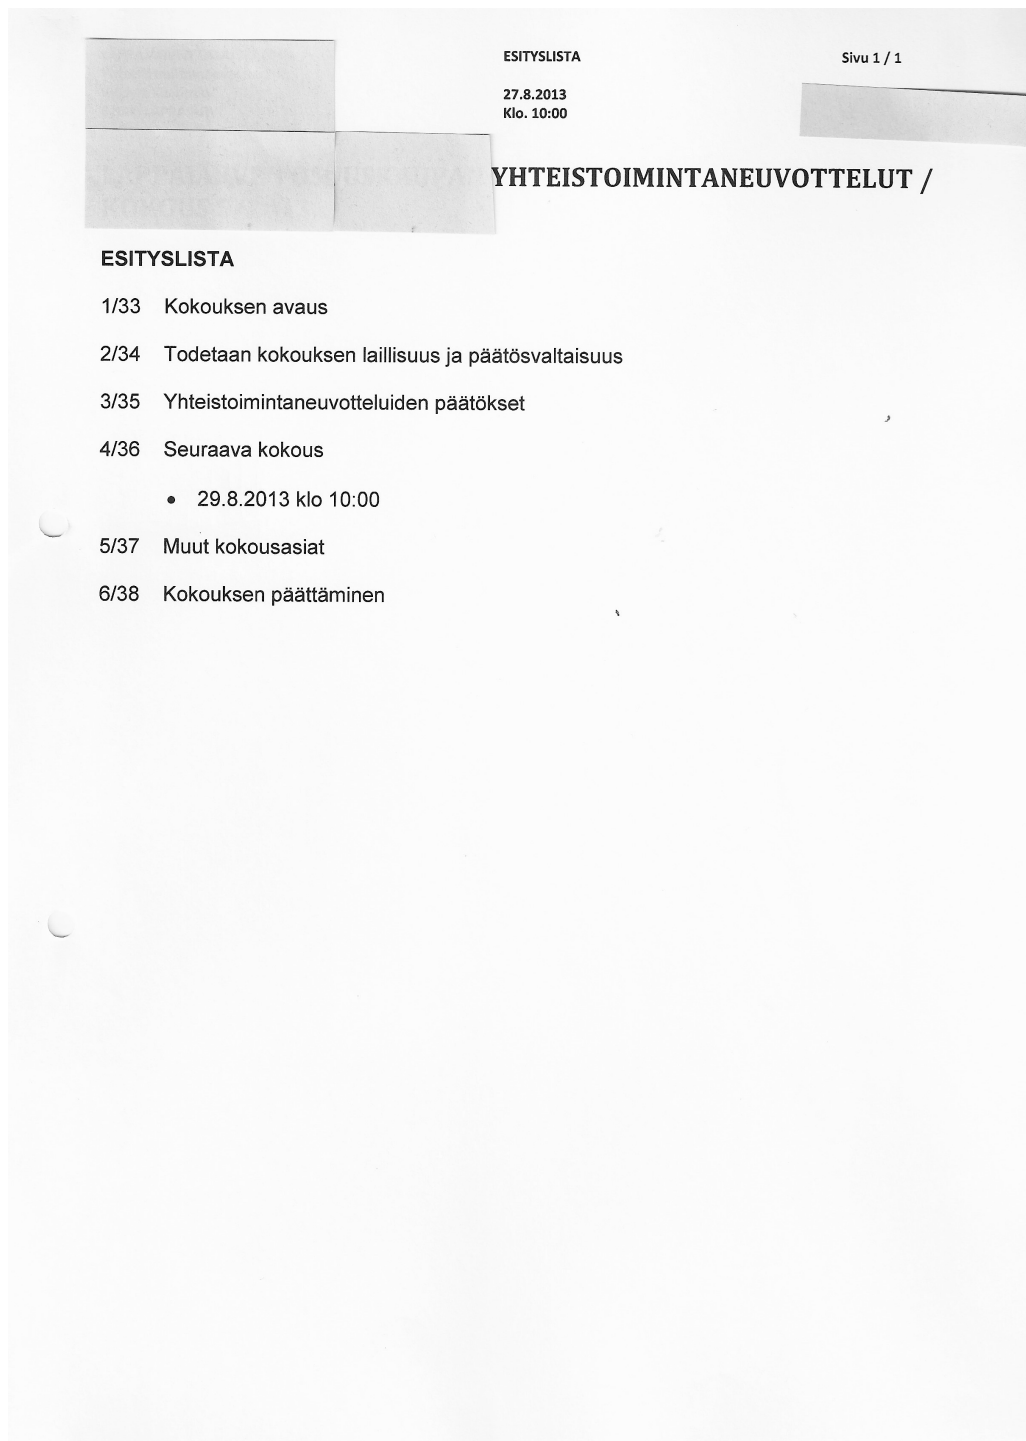 ESITYSLISTA
Sivu 1 / 1
27.8.2013
Klo. 10:00
YHTEISTOIMINTANEUVOTTELUT /
ESITYSLISTA
1/33 Kokouksen avaus
2/34 Todetaan kokouksen laillisuus ja päätösvaltaisuus
3/35 Yhteistoimintaneuvotteluiden päätökset
4/36 Seuraava kokous
• 29.8.2013 klo 10:00
5/37 Muut kokousasiat
6/38 Kokouksen päättäminen